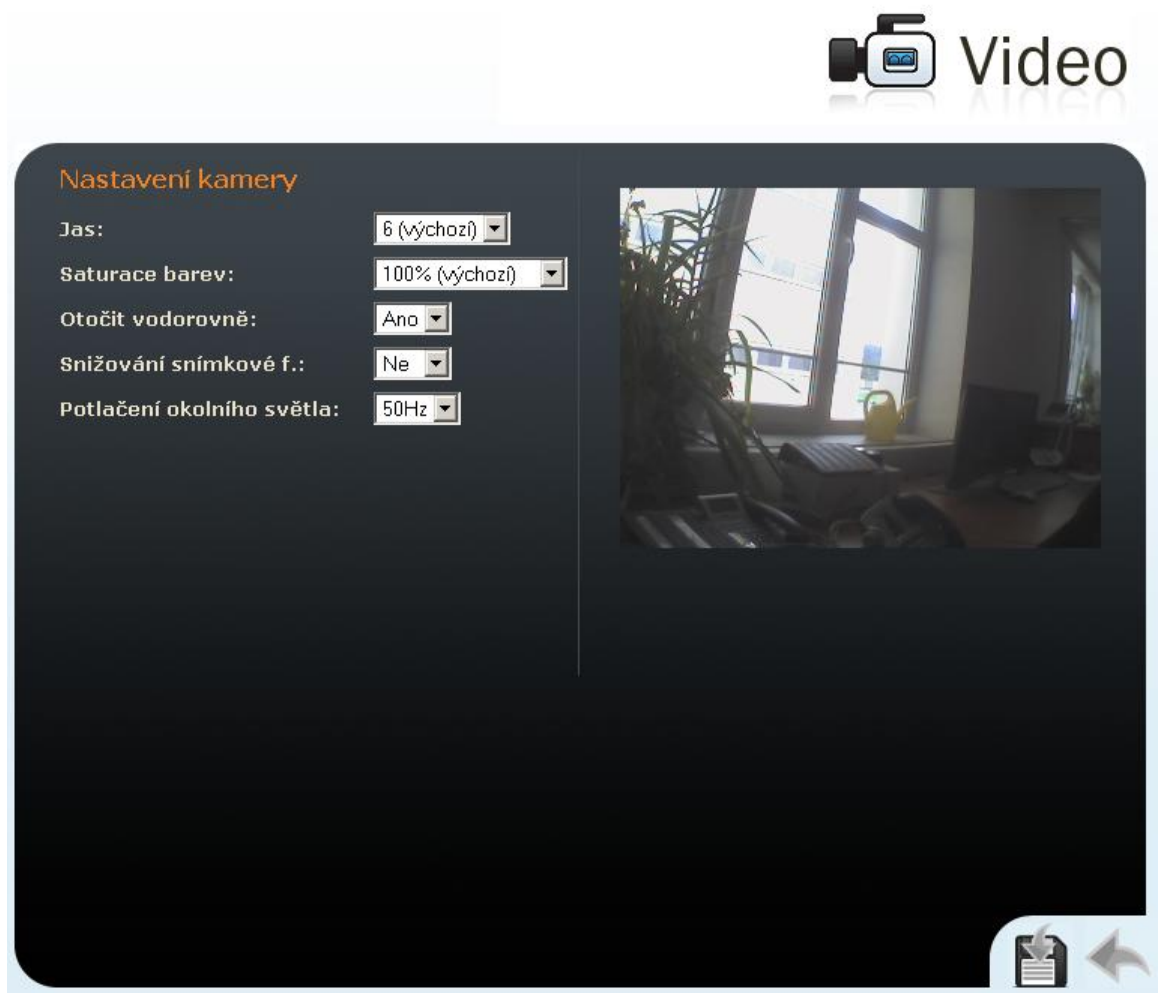 Video
Nastavení kamery
Jas: 6 (výchozí)
Saturace barev: 100% (výchozí)
Otočit vodorovně: Ano
Snižování snímkové f.: Ne
Potlačení okolního světla: 50Hz